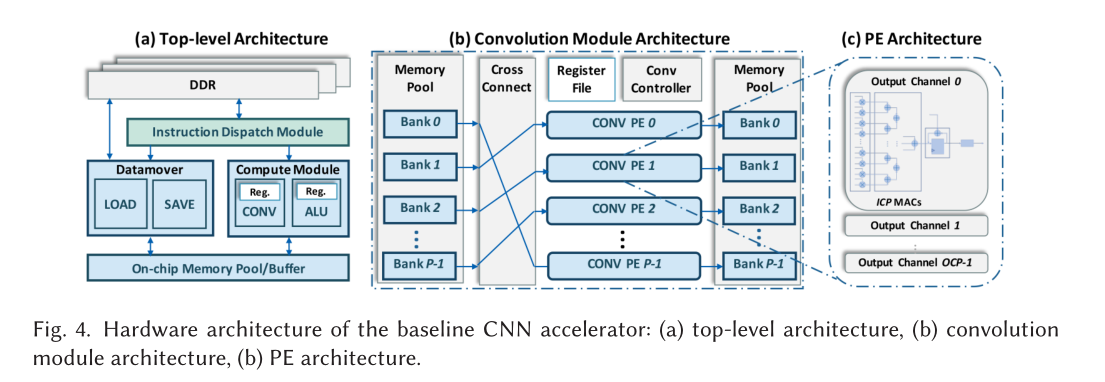 (a) Top-level Architecture
DDR
Instruction Dispatch Module
Datamover
LOAD
SAVE
Compute Module
Reg.
CONV
Reg.
ALU
On-chip Memory Pool/Buffer
(b) Convolution Module Architecture
Memory
Pool
Cross
Connect
Register
File
Conv
Controller
Memory
Pool
Bank 0
CONV PE 0
Bank 0
Bank 1
CONV PE 1
Bank 1
Bank 2
CONV PE 2
Bank 2
Bank P-1
CONV PE P-1
Bank P-1
(c) PE Architecture
Output Channel 0
ICP MACs
Output Channel 1
Output Channel OCP-1
Fig. 4. Hardware architecture of the baseline CNN accelerator: (a) top-level architecture, (b) convolution
module architecture, (b) PE architecture.